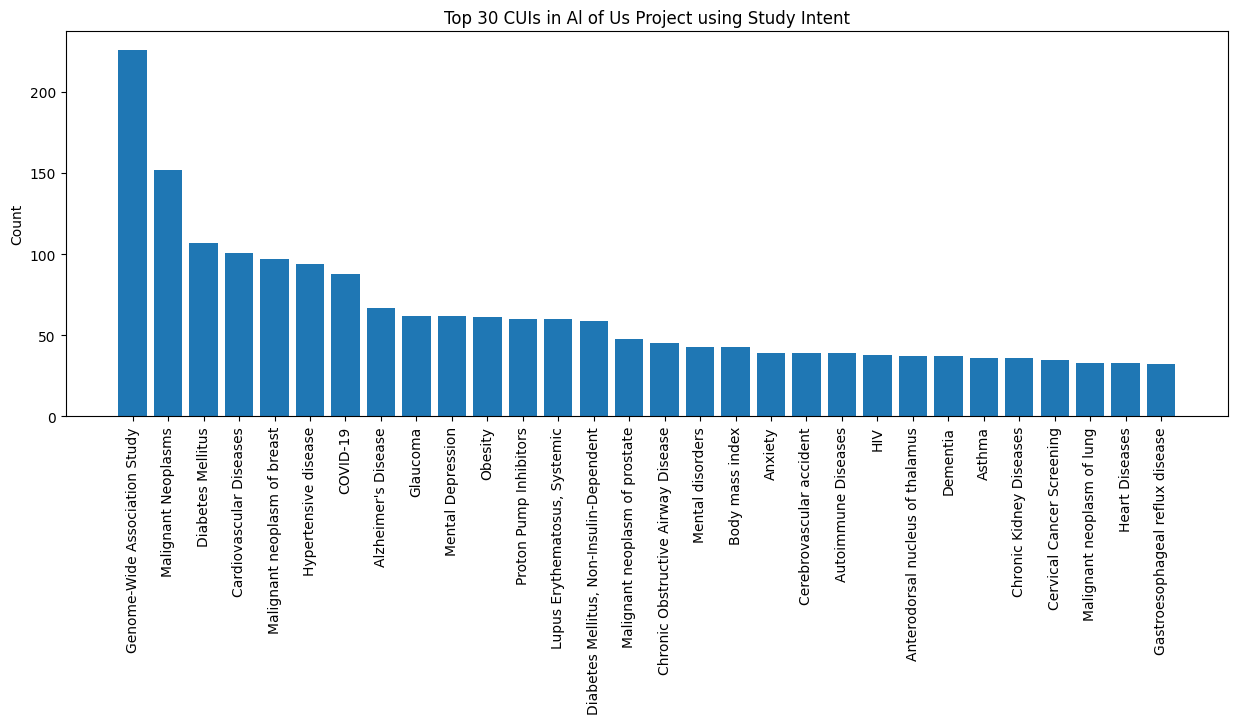 Top 30 CUIs in Al of Us Project using Study Intent
Count
200
150
100
50
0
Genome-Wide Association Study
Malignant Neoplasms
Diabetes Mellitus
Cardiovascular Diseases
Malignant neoplasm of breast
Hypertensive disease
COVID-19
Alzheimer's Disease
Glaucoma
Mental Depression
Obesity
Proton Pump Inhibitors
Lupus Erythematosus, Systemic
Diabetes Mellitus, Non-Insulin-Dependent
Malignant neoplasm of prostate
Chronic Obstructive Airway Disease
Mental disorders
Body mass index
Anxiety
Cerebrovascular accident
Autoimmune Diseases
HIV
Anterodorsal nucleus of thalamus
Dementia
Asthma
Chronic Kidney Diseases
Cervical Cancer Screening
Malignant neoplasm of lung
Heart Diseases
Gastroesophageal reflux disease